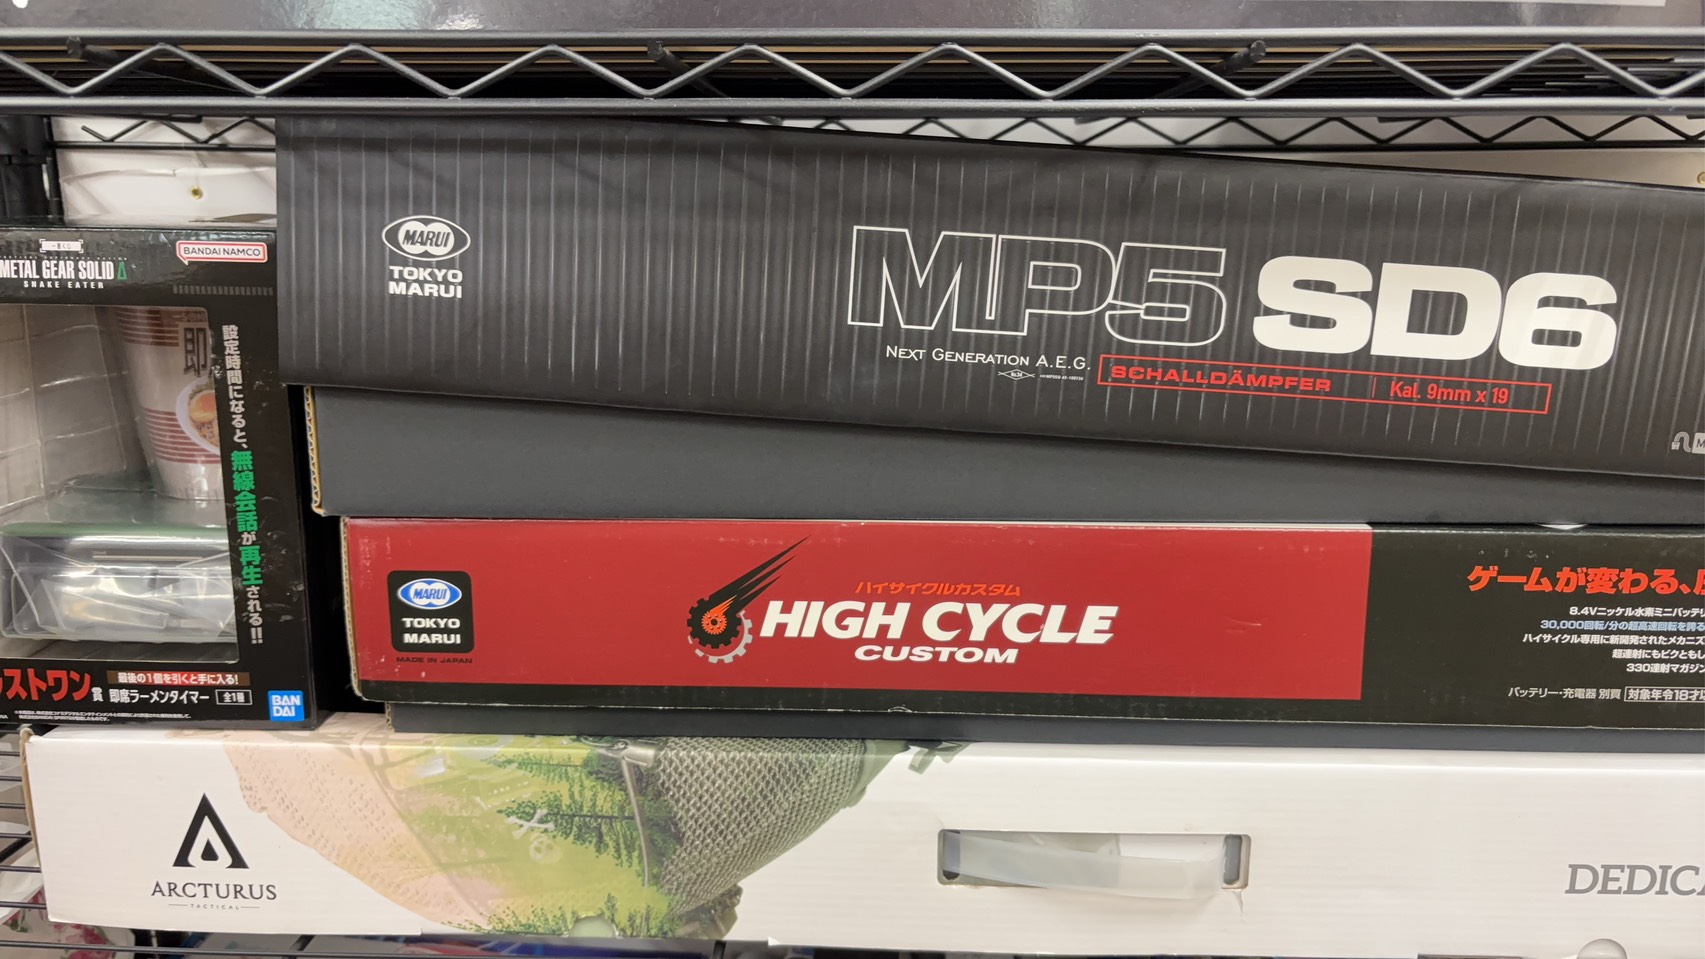 一番くじ
METAL GEAR SOLID Δ
SNAKE EATER
BANDAI NAMCO
即
設定時間になると、無線会話が再生される!!
ストワン賞
最後の1個を引くと手に入る!
即席ラーメンタイマー 全1種
BAN
DAI
MARUI
TOKYO
MARUI
MP5 SD6
NEXT GENERATION A.E.G.
SCHALLDÄMPFER Kal. 9mm x 19
MARUI
TOKYO
MARUI
MADE IN JAPAN
ハイサイクルカスタム
HIGH CYCLE
CUSTOM
ゲームが変わる、
8.4Vニッケル水素ミニバッテリ
30,000回転/分の超高速回転を誇る
ハイサイクル専用に新開発されたメカニズ
超連射にもビクともし
330連射マガジン
バッテリー・充電器 別買 対象年令18才以
ARCTURUS
TACTICAL
DEDICA